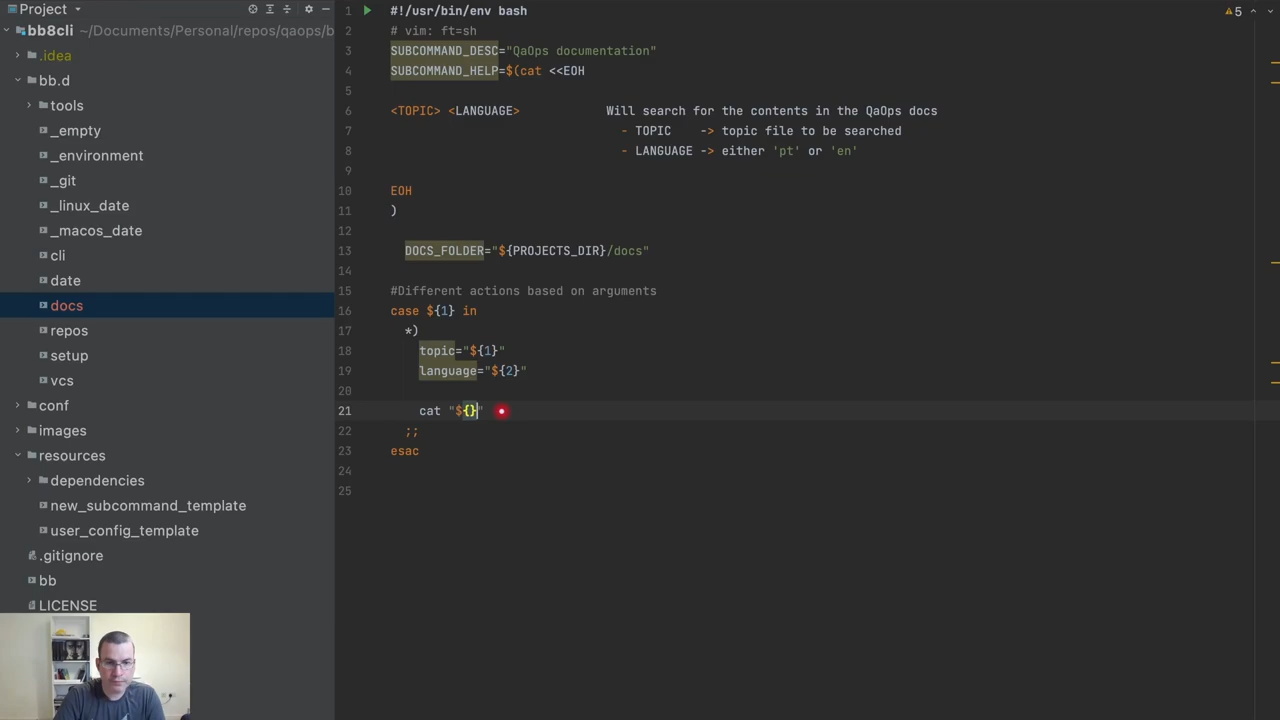 Project
bb8cli ~/Documents/Personal/repos/qaops/b
.idea
bb.d
tools
_empty
_environment
_git
_linux_date
_macos_date
cli
date
docs
repos
setup
vcs
conf
images
resources
dependencies
new_subcommand_template
user_config_template
.gitignore
bb
LICENSE
5
1 #!/usr/bin/env bash
2 # vim: ft=sh
3 SUBCOMMAND_DESC="QaOps documentation"
4 SUBCOMMAND_HELP=$(cat <<EOH
5
6 <TOPIC> <LANGUAGE> Will search for the contents in the QaOps docs
7 - TOPIC -> topic file to be searched
8 - LANGUAGE -> either 'pt' or 'en'
9
10 EOH
11 )
12
13 DOCS_FOLDER="${PROJECTS_DIR}/docs"
14
15 #Different actions based on arguments
16 case ${1} in
17 *)
18 topic="${1}"
19 language="${2}"
20
21 cat "${}"
22 ;;
23 esac
24
25